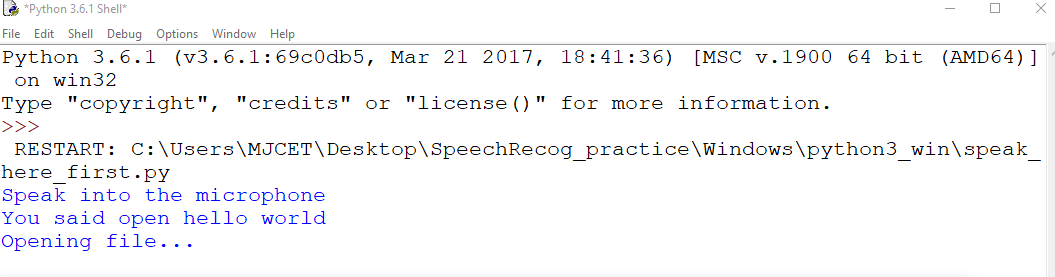 *Python 3.6.1 Shell*
File Edit Shell Debug Options Window Help
Python 3.6.1 (v3.6.1:69c0db5, Mar 21 2017, 18:41:36) [MSC v.1900 64 bit (AMD64)]
 on win32
Type "copyright", "credits" or "license()" for more information.
>>>
 RESTART: C:\Users\MJCET\Desktop\SpeechRecog_practice\Windows\python3_win\speak_
here_first.py
Speak into the microphone
You said open hello world
Opening file...